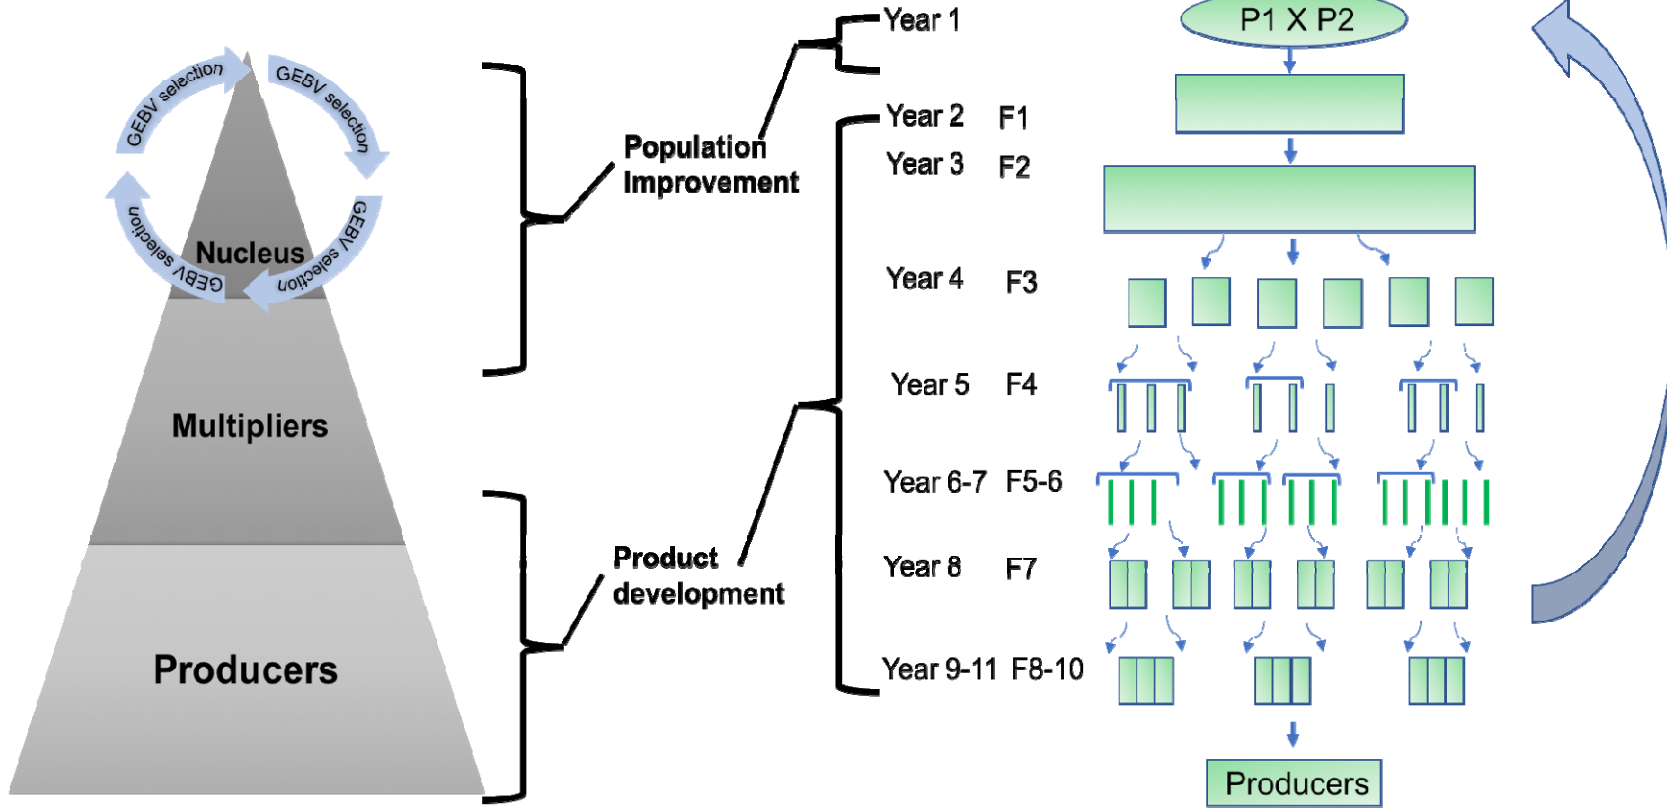 GEBV selection
GEBV selection
GEBV selection
GEBV selection
Nucleus
Multipliers
Producers
Population
Improvement
Product
development
Year 1
Year 2 F1
Year 3 F2
Year 4 F3
Year 5 F4
Year 6-7 F5-6
Year 8 F7
Year 9-11 F8-10
P1 X P2
Producers